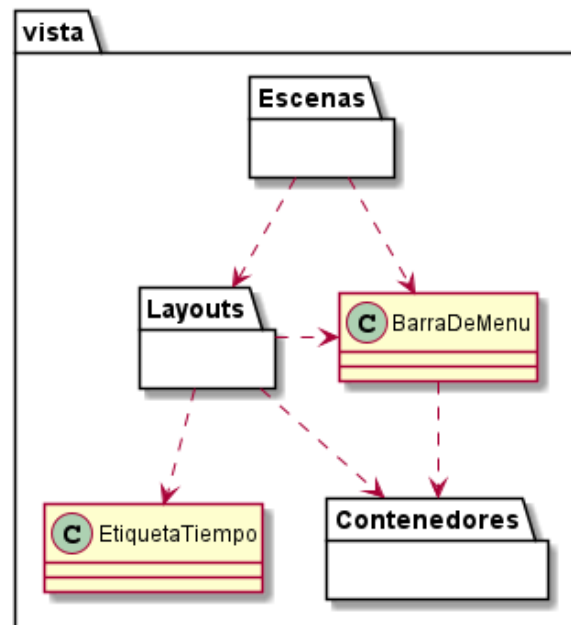 vista
Escenas
Layouts
C BarraDeMenu
C EtiquetaTiempo
Contenedores